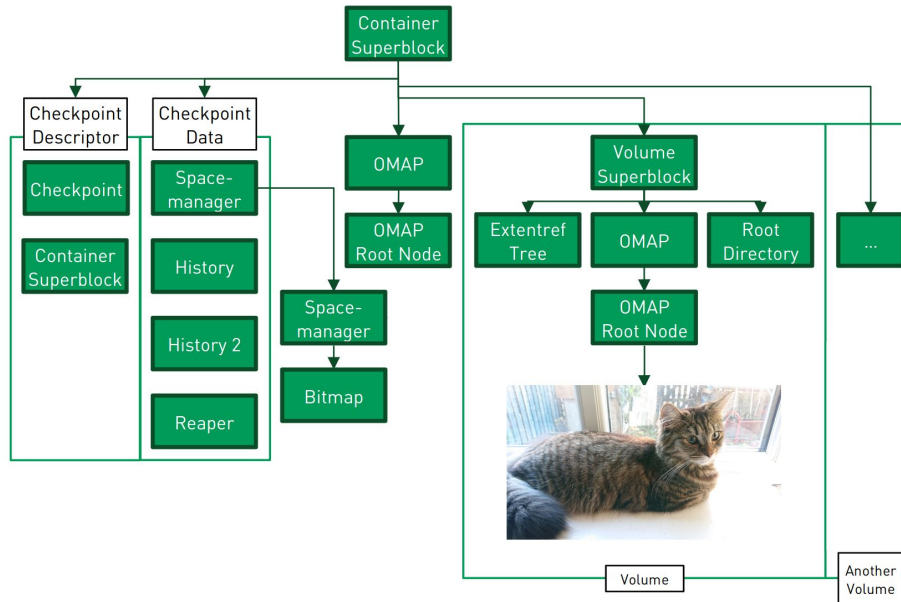 Container
Superblock
Checkpoint
Descriptor
Checkpoint
Data
Checkpoint
Container
Superblock
Space-
manager
History
History 2
Reaper
Space-
manager
Bitmap
OMAP
OMAP
Root Node
Volume
Superblock
Extentref
Tree
OMAP
Root
Directory
OMAP
Root Node
...
Volume
Another
Volume